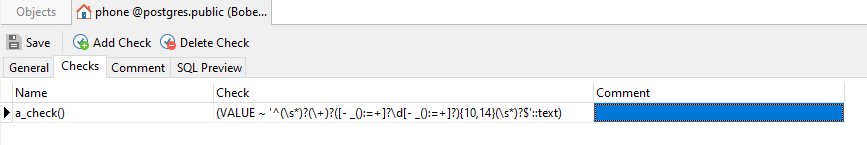 Objects phone @postgres.public (Bobe...
Save Add Check Delete Check
General Checks Comment SQL Preview
Name Check Comment
a_check() (VALUE ~ '^(\s*)?(\+)?([- _():=+]?\d[- _():=+]?){10,14}(\s*)?$'::text)